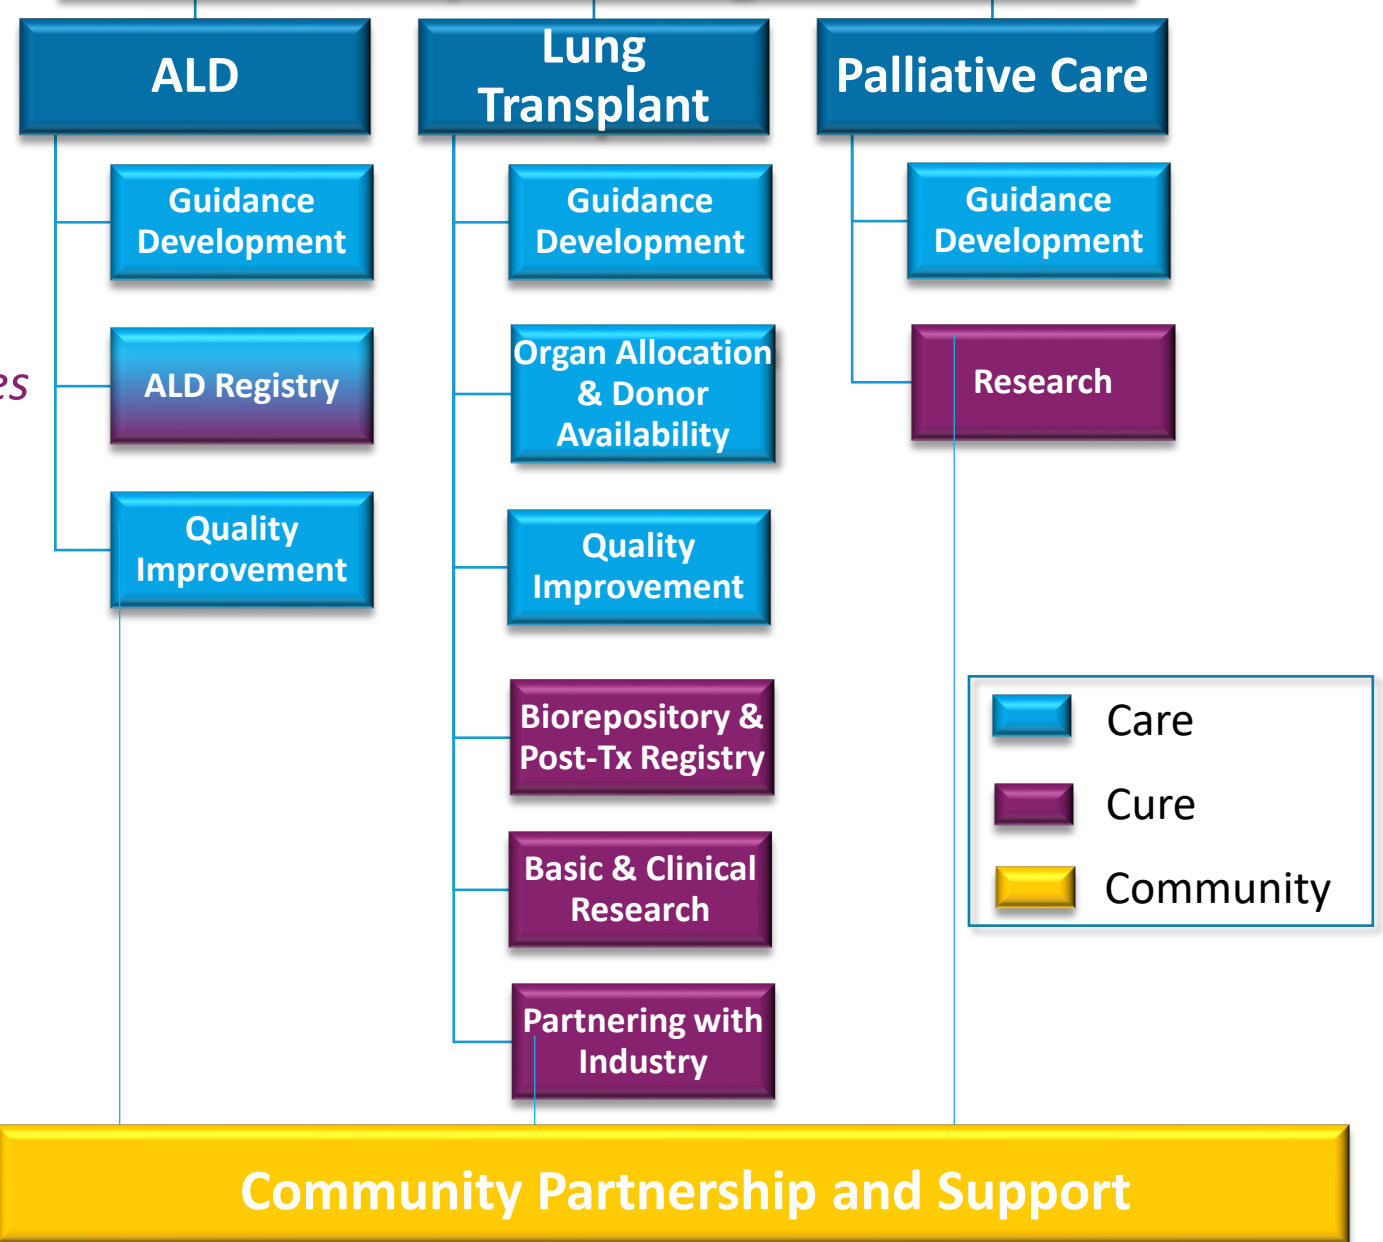 ALD
Guidance
Development
ALD Registry
Quality
Improvement
Lung
Transplant
Guidance
Development
Organ Allocation
& Donor
Availability
Quality
Improvement
Biorepository &
Post-Tx Registry
Basic & Clinical
Research
Partnering with
Industry
Palliative Care
Guidance
Development
Research
Care
Cure
Community
Community Partnership and Support